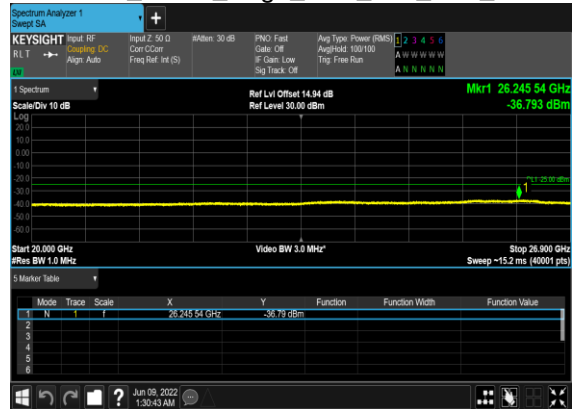 Spectrum Analyzer 1
Swept SA
+
KEYSIGHT Input: RF Input Z: 50 Ω #Atten: 30 dB PNO: Fast Avg Type: Power (RMS) 1 2 3 4 5 6
RLT Coupling: DC Corr CCorr Gate: Off Avg|Hold: 100/100 A W W W W W
Align: Auto Freq Ref: Int (S) IF Gain: Low Trig: Free Run A N N N N N
Sig Track: Off
LW
1 Spectrum Ref Lvl Offset 14.94 dB Mkr1 26.245 54 GHz
Scale/Div 10 dB Ref Level 30.00 dBm -36.793 dBm
Log
20.0
10.0
0.00
-10.0
-20.0
DL1 -25.00 dBm
1
-30.0
-40.0
-50.0
-60.0
Start 20.000 GHz Video BW 3.0 MHz* Stop 26.900 GHz
#Res BW 1.0 MHz Sweep ~15.2 ms (40001 pts)
5 Marker Table
Mode Trace Scale X Y Function Function Width Function Value
1 N 1 f 26.245 54 GHz -36.79 dBm
2
3
4
5
6
? Jun 09, 2022
1:30:43 AM